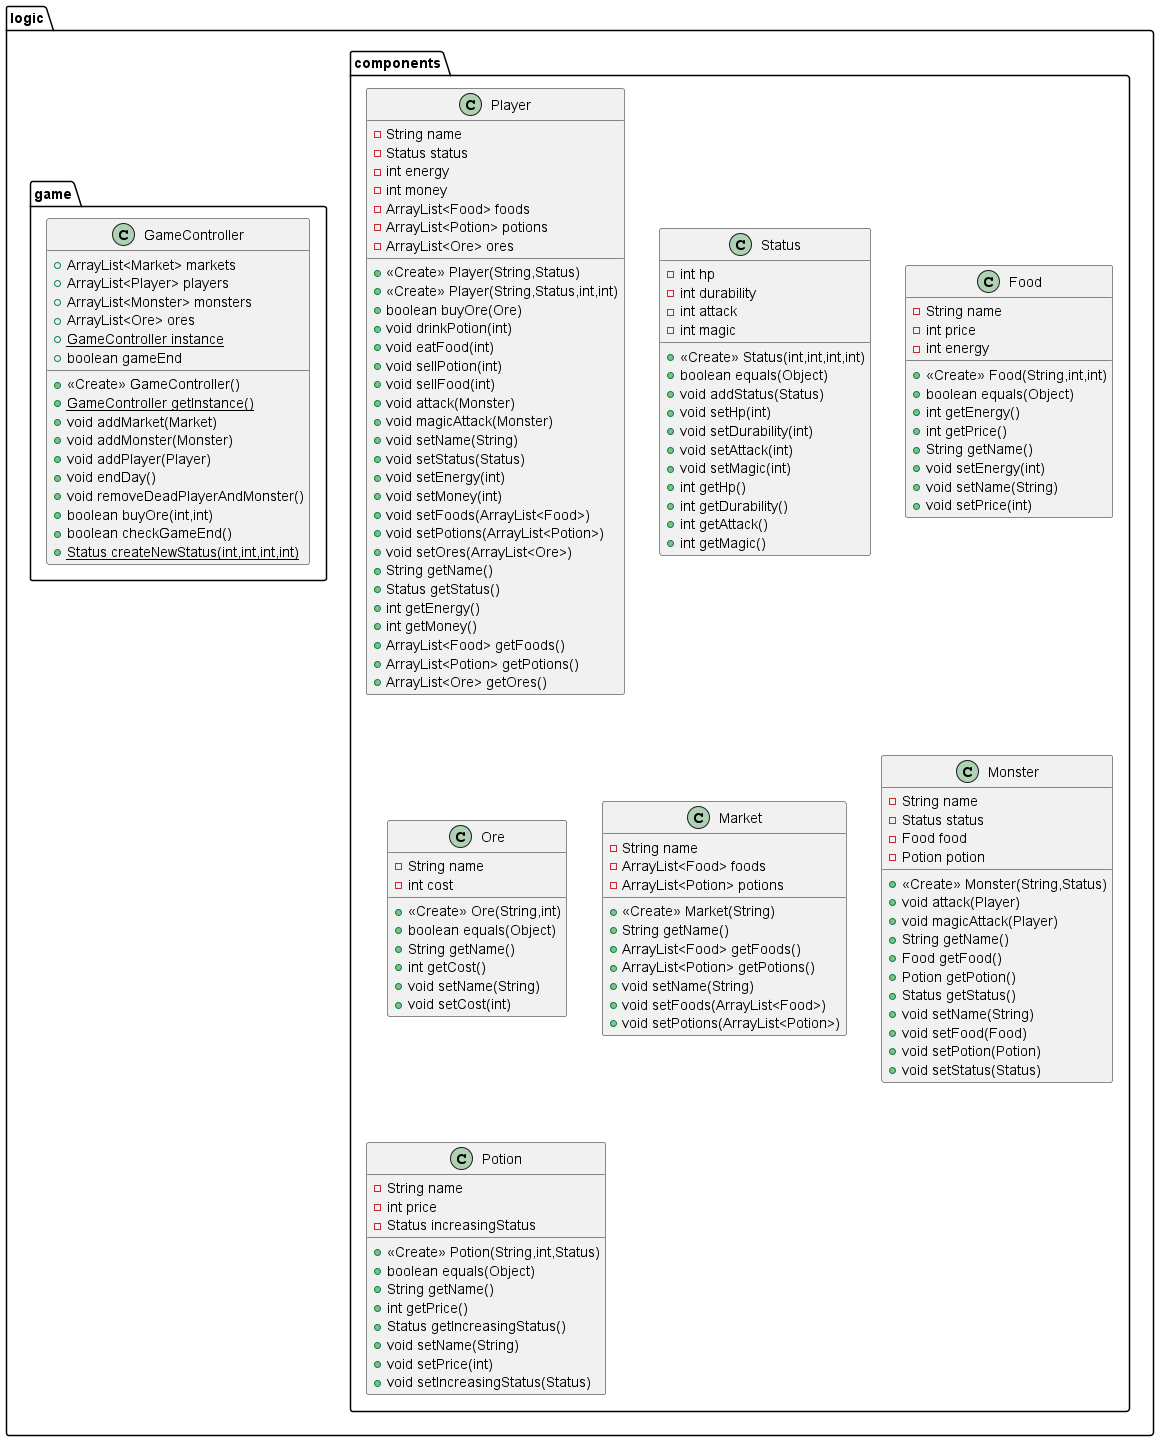 logic
components
game
GameController
ArrayList<Market> markets
ArrayList<Player> players
ArrayList<Monster> monsters
ArrayList<Ore> ores
GameController instance
boolean gameEnd
«Create» GameController()
GameController getInstance()
void addMarket(Market)
void addMonster(Monster)
void addPlayer(Player)
void endDay()
void removeDeadPlayerAndMonster()
boolean buyOre(int,int)
boolean checkGameEnd()
Status createNewStatus(int,int,int,int)
Player
String name
Status status
int energy
int money
ArrayList<Food> foods
ArrayList<Potion> potions
ArrayList<Ore> ores
«Create» Player(String,Status)
«Create» Player(String,Status,int,int)
boolean buyOre(Ore)
void drinkPotion(int)
void eatFood(int)
void sellPotion(int)
void sellFood(int)
void attack(Monster)
void magicAttack(Monster)
void setName(String)
void setStatus(Status)
void setEnergy(int)
void setMoney(int)
void setFoods(ArrayList<Food>)
void setPotions(ArrayList<Potion>)
void setOres(ArrayList<Ore>)
String getName()
Status getStatus()
int getEnergy()
int getMoney()
ArrayList<Food> getFoods()
ArrayList<Potion> getPotions()
ArrayList<Ore> getOres()
Status
int hp
int durability
int attack
int magic
«Create» Status(int,int,int,int)
boolean equals(Object)
void addStatus(Status)
void setHp(int)
void setDurability(int)
void setAttack(int)
void setMagic(int)
int getHp()
int getDurability()
int getAttack()
int getMagic()
Food
String name
int price
int energy
«Create» Food(String,int,int)
boolean equals(Object)
int getEnergy()
int getPrice()
String getName()
void setEnergy(int)
void setName(String)
void setPrice(int)
Ore
String name
int cost
«Create» Ore(String,int)
boolean equals(Object)
String getName()
int getCost()
void setName(String)
void setCost(int)
Market
String name
ArrayList<Food> foods
ArrayList<Potion> potions
«Create» Market(String)
String getName()
ArrayList<Food> getFoods()
ArrayList<Potion> getPotions()
void setName(String)
void setFoods(ArrayList<Food>)
void setPotions(ArrayList<Potion>)
Monster
String name
Status status
Food food
Potion potion
«Create» Monster(String,Status)
void attack(Player)
void magicAttack(Player)
String getName()
Food getFood()
Potion getPotion()
Status getStatus()
void setName(String)
void setFood(Food)
void setPotion(Potion)
void setStatus(Status)
Potion
String name
int price
Status increasingStatus
«Create» Potion(String,int,Status)
boolean equals(Object)
String getName()
int getPrice()
Status getIncreasingStatus()
void setName(String)
void setPrice(int)
void setIncreasingStatus(Status)